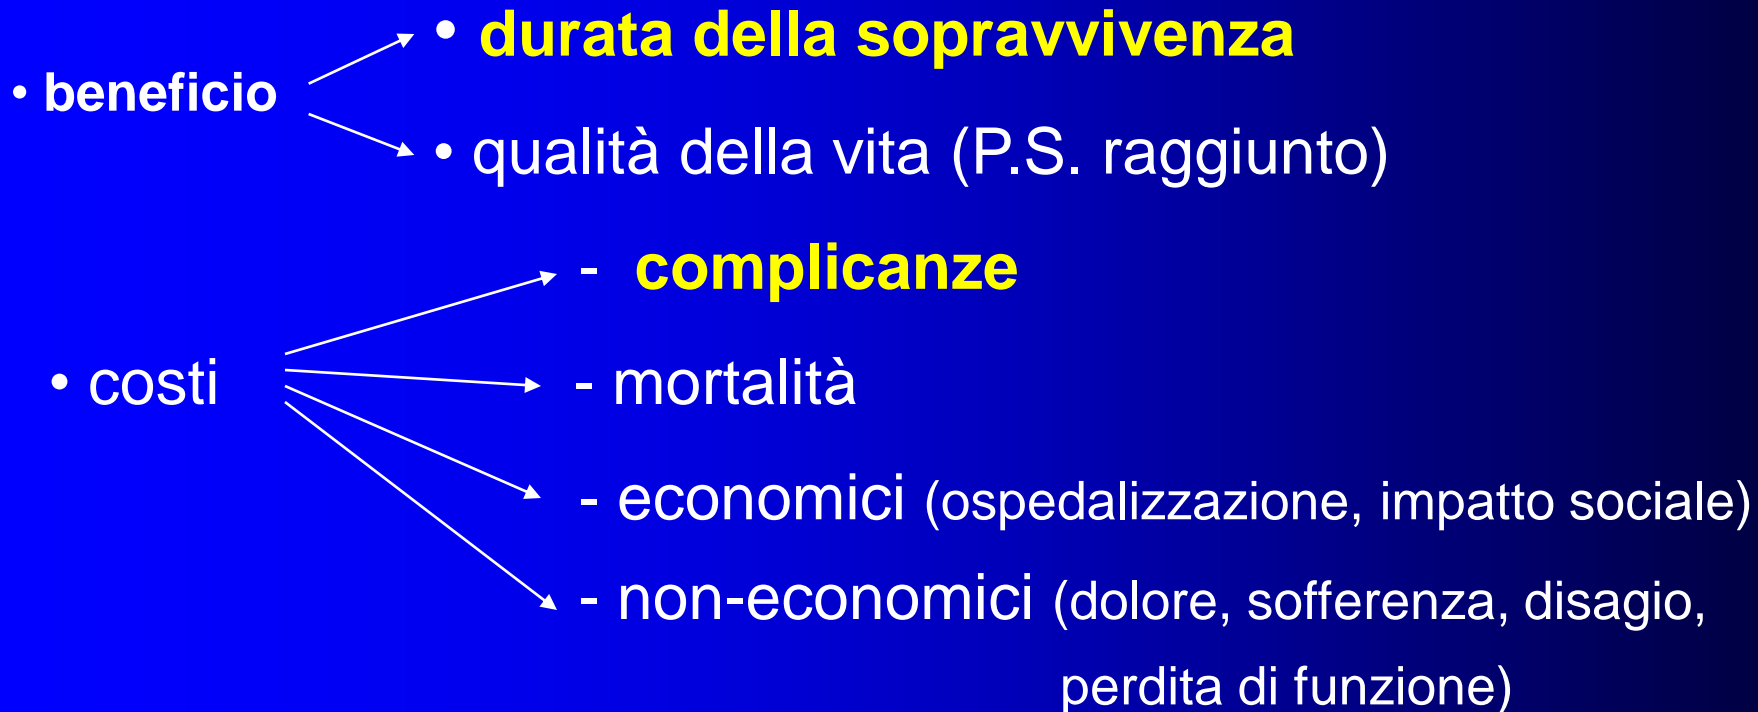 • durata della sopravvivenza
• beneficio
• qualità della vita (P.S. raggiunto)
- complicanze
• costi
- mortalità
- economici (ospedalizzazione, impatto sociale)
- non-economici (dolore, sofferenza, disagio,
perdita di funzione)